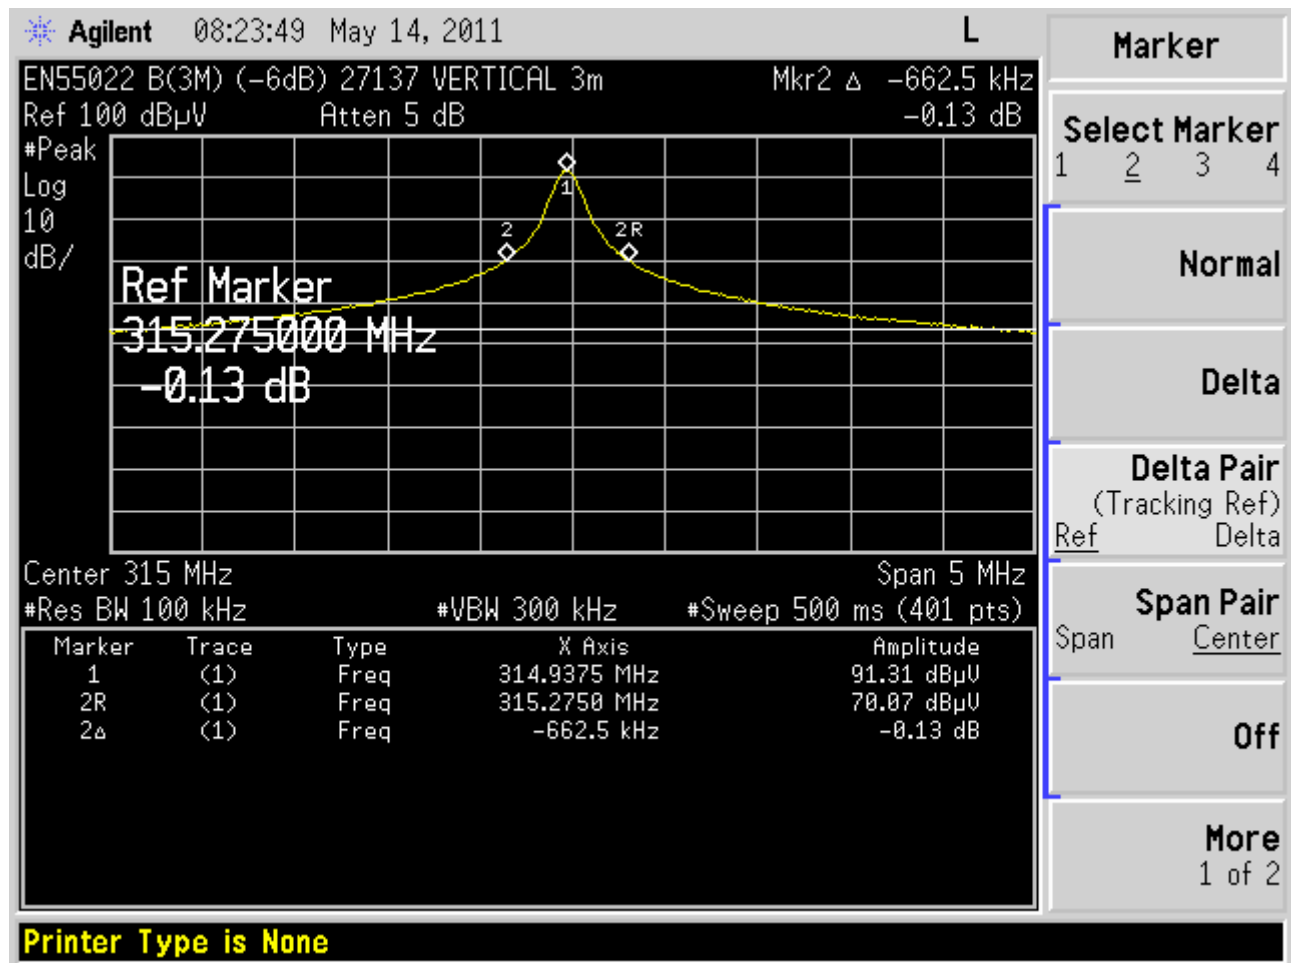 Agilent 08:23:49 May 14, 2011 L
EN55022 B(3M) (-6dB) 27137 VERTICAL 3m Mkr2 Δ -662.5 kHz
Ref 100 dBµV Atten 5 dB -0.13 dB
#Peak
Log
10
dB/
1
2
2R
Ref Marker
315.275000 MHz
-0.13 dB
Center 315 MHz Span 5 MHz
#Res BW 100 kHz #VBW 300 kHz #Sweep 500 ms (401 pts)
Marker Trace Type X Axis Amplitude
1 (1) Freq 314.9375 MHz 91.31 dBµV
2R (1) Freq 315.2750 MHz 70.07 dBµV
2Δ (1) Freq -662.5 kHz -0.13 dB
Marker
Select Marker
1 2 3 4
Normal
Delta
Delta Pair
(Tracking Ref)
Ref Delta
Span Pair
Span Center
Off
More
1 of 2
Printer Type is None